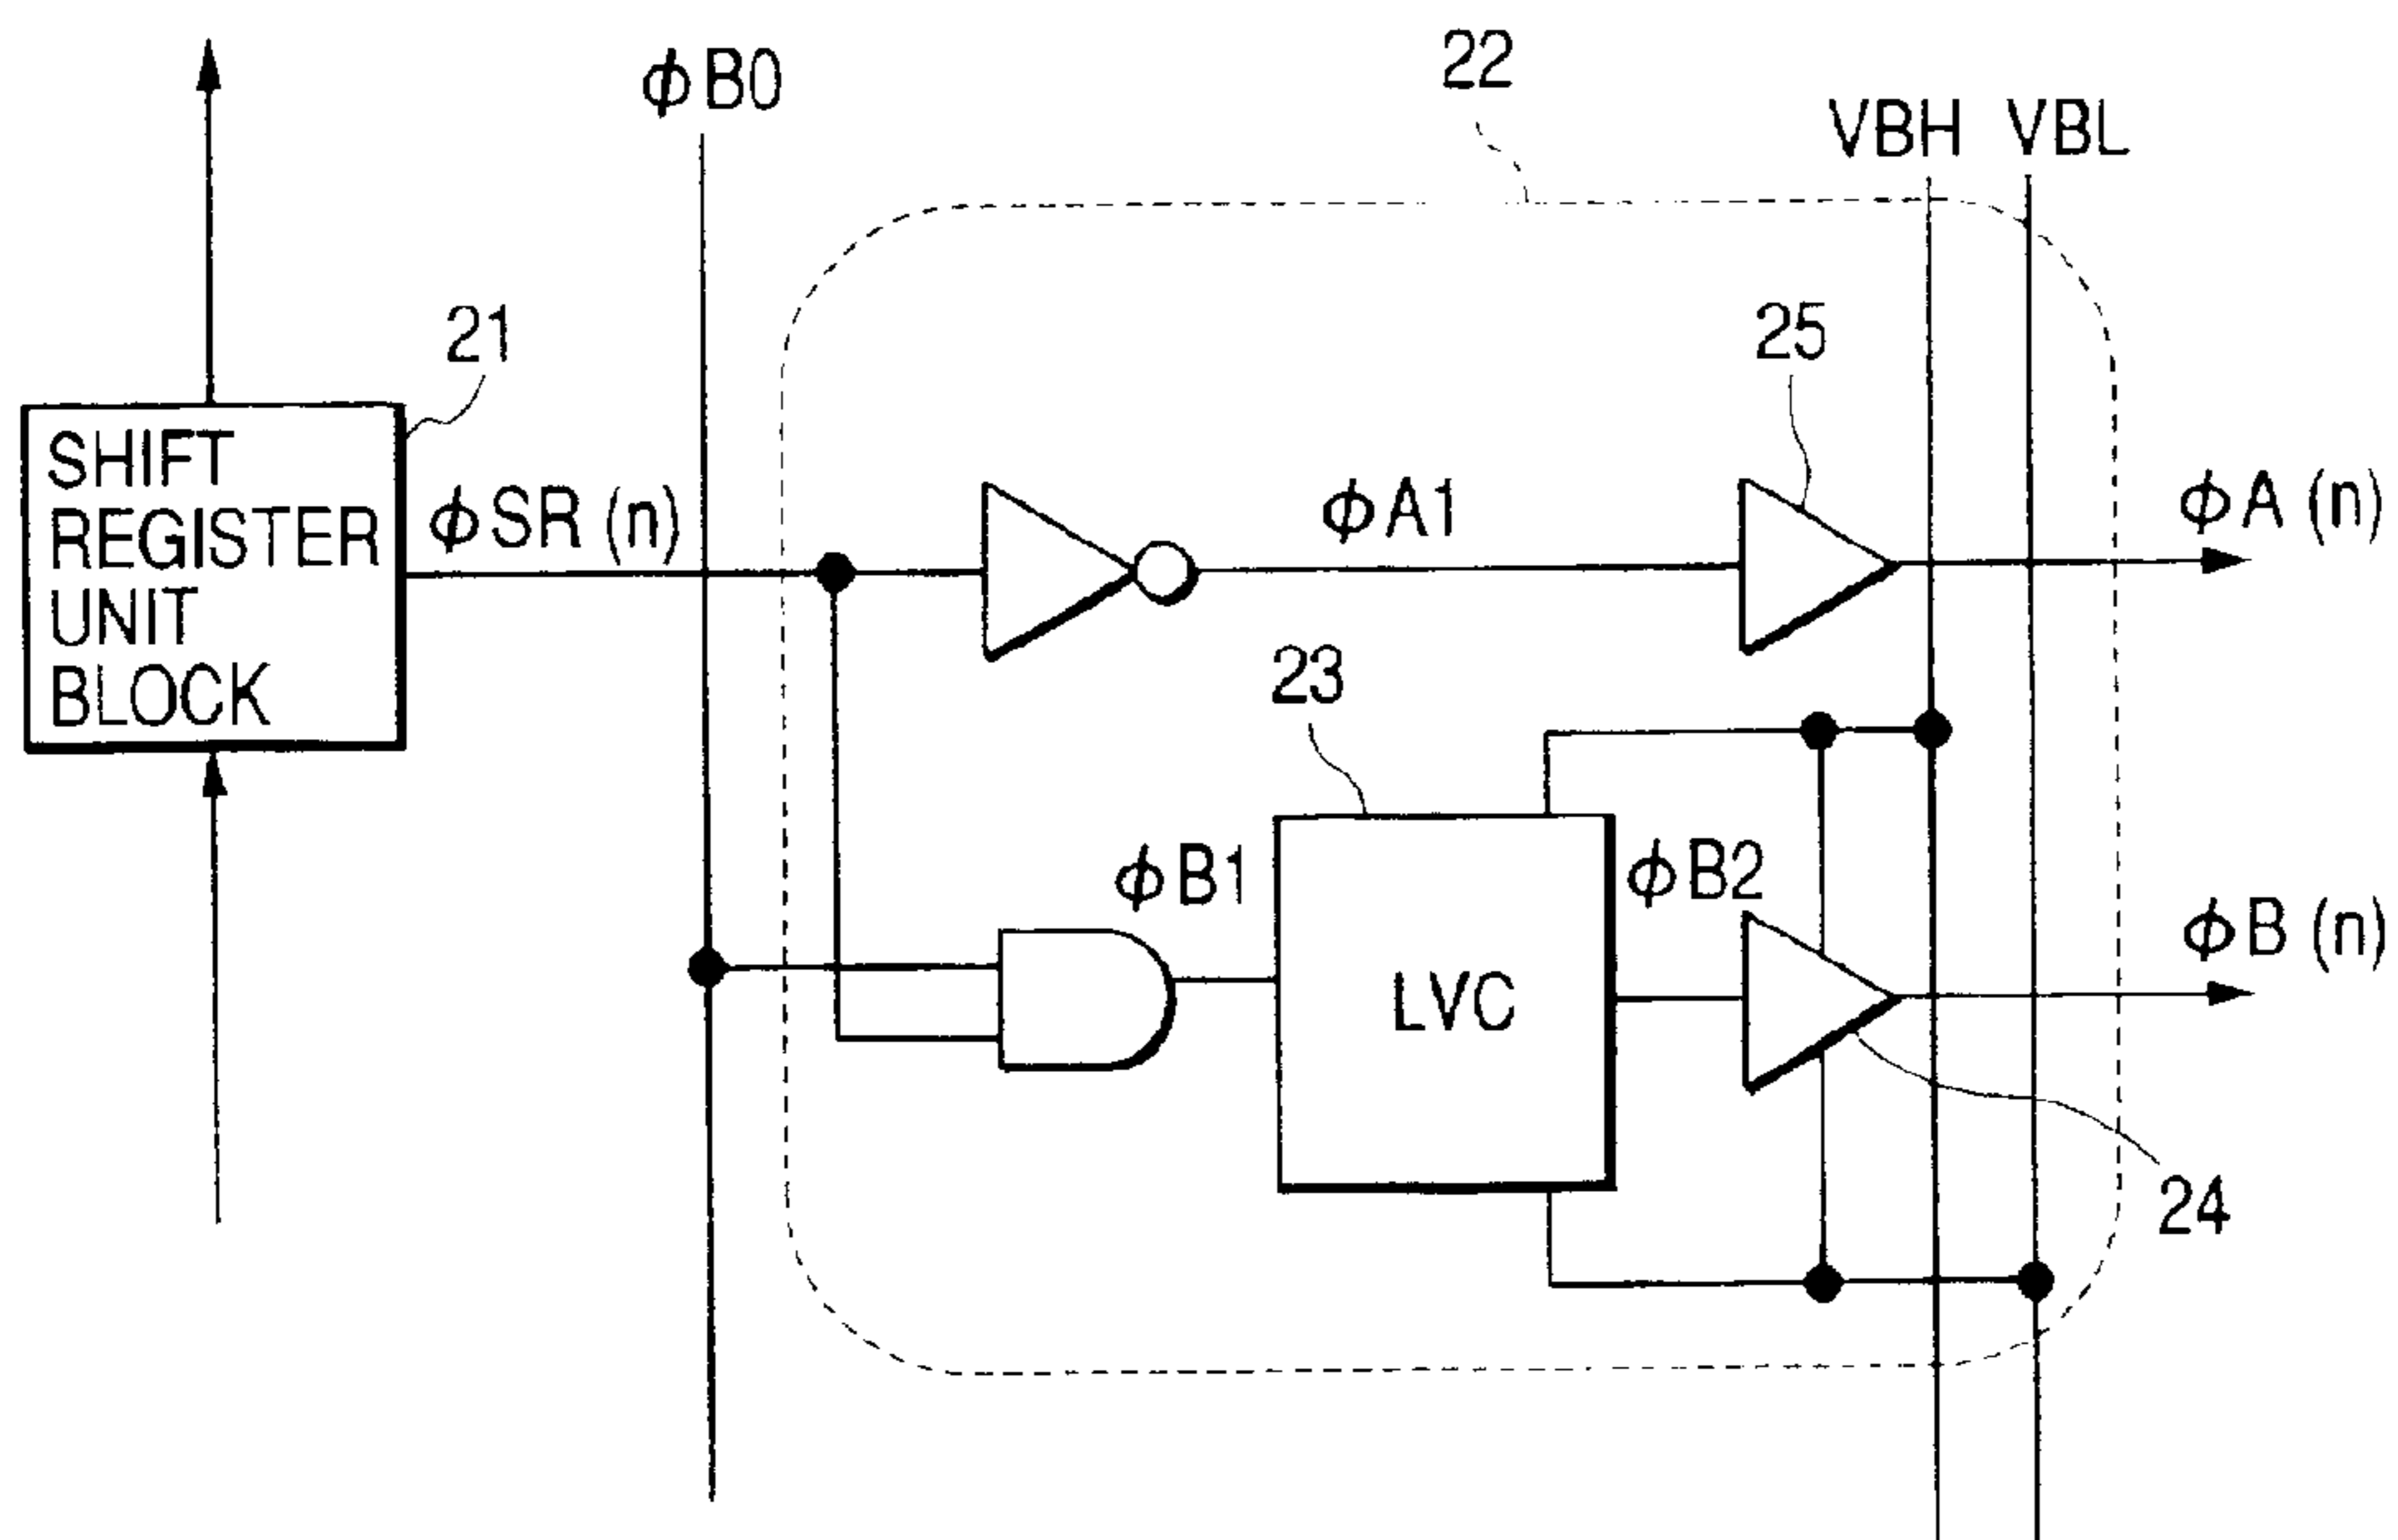 22
φB0
VBH VBL
21
25
SHIFT
REGISTER
UNIT
BLOCK
φSR (n)
φA1
φA (n)
23
φB1
φB2
φB (n)
LVC
24